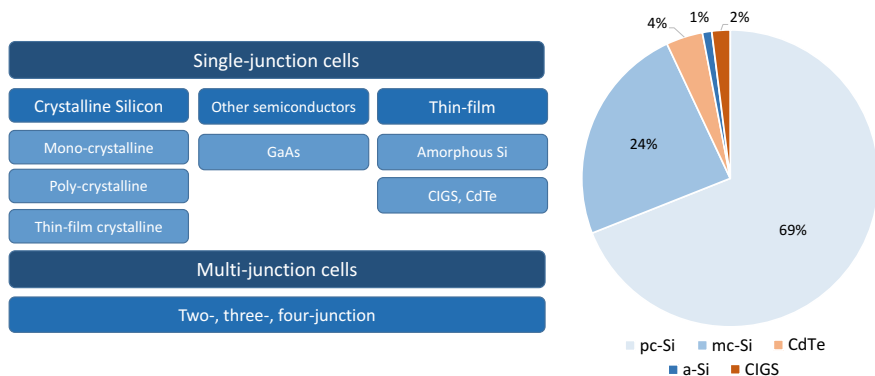 Single-junction cells
Crystalline Silicon
Other semiconductors
Thin-film
Mono-crystalline
GaAs
Amorphous Si
Poly-crystalline
CIGS, CdTe
Thin-film crystalline
Multi-junction cells
Two-, three-, four-junction
4%
1%
2%
24%
69%
pc-Si
mc-Si
CdTe
a-Si
CIGS